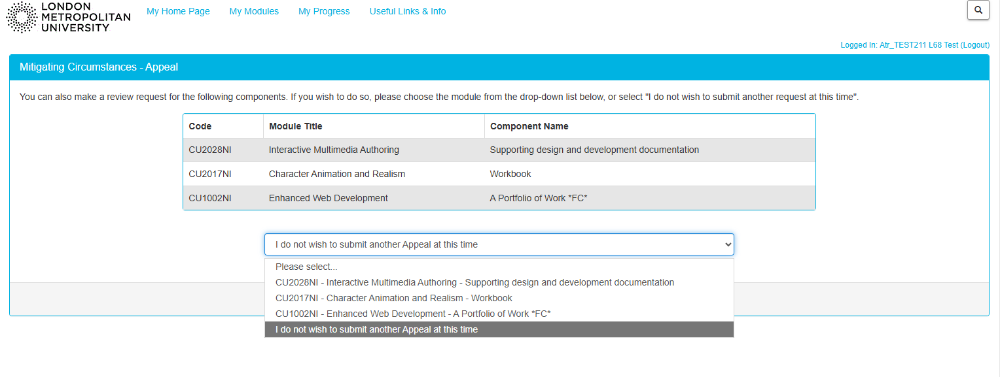 LONDON
METROPOLITAN
UNIVERSITY
My Home Page My Modules My Progress Useful Links & Info
Logged In: Atr_TEST211 L68 Test (Logout)
Mitigating Circumstances - Appeal
You can also make a review request for the following components. If you wish to do so, please choose the module from the drop-down list below, or select "I do not wish to submit another request at this time".
Code Module Title Component Name
CU2028NI Interactive Multimedia Authoring Supporting design and development documentation
CU2017NI Character Animation and Realism Workbook
CU1002NI Enhanced Web Development A Portfolio of Work *FC*
I do not wish to submit another Appeal at this time
Please select...
CU2028NI - Interactive Multimedia Authoring - Supporting design and development documentation
CU2017NI - Character Animation and Realism - Workbook
CU1002NI - Enhanced Web Development - A Portfolio of Work *FC*
I do not wish to submit another Appeal at this time